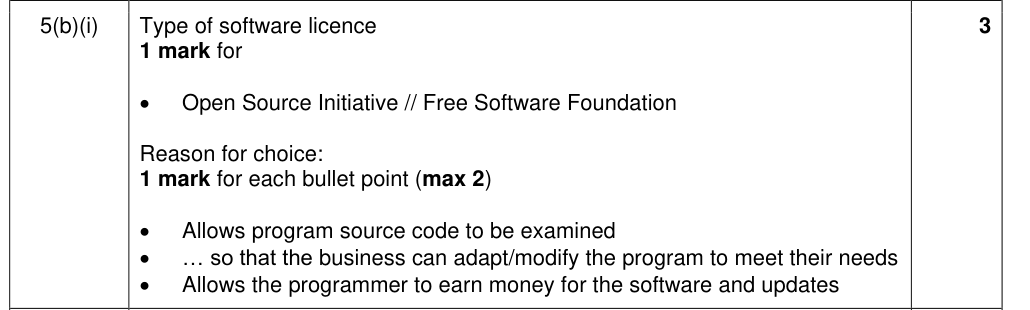 5(b)(i) Type of software licence 3
1 mark for
• Open Source Initiative // Free Software Foundation
Reason for choice:
1 mark for each bullet point (max 2)
• Allows program source code to be examined
• … so that the business can adapt/modify the program to meet their needs
• Allows the programmer to earn money for the software and updates